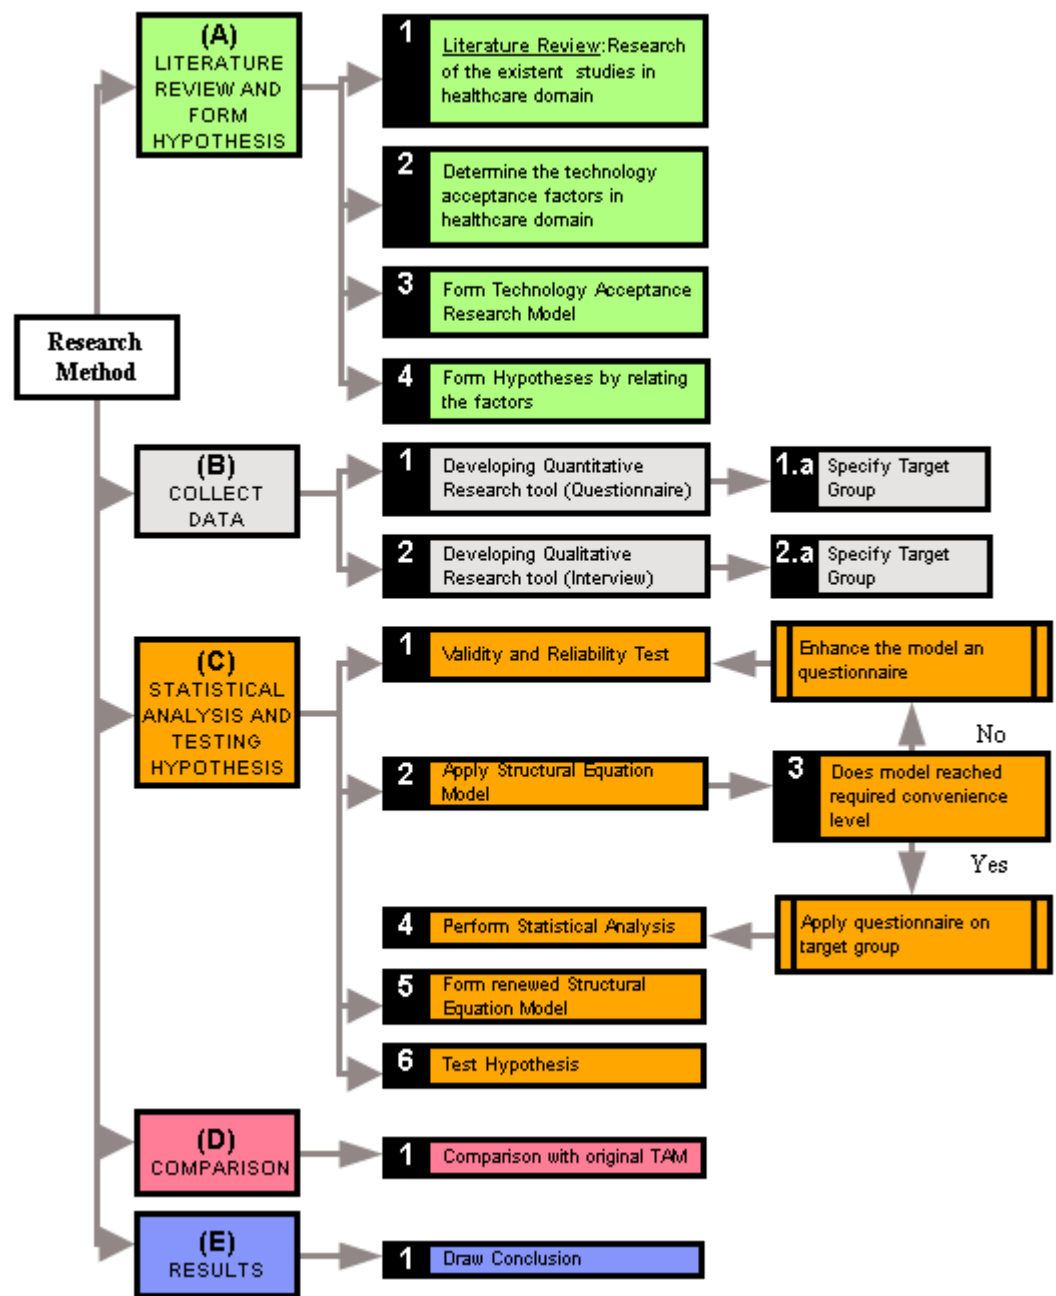 (A)
LITERATURE
REVIEW AND
FORM
HYPOTHESIS
1
Literature Review:Research
of the existent studies in
healthcare domain
2
Determine the technology
acceptance factors in
healthcare domain
3
Form Technology Acceptance
Research Model
4
Form Hypotheses by relating
the factors
Research
Method
(B)
COLLECT
DATA
1
Developing Quantitative
Research tool (Questionnaire)
1.a
Specify Target
Group
2
Developing Qualitative
Research tool (Interview)
2.a
Specify Target
Group
(C)
STATISTICAL
ANALYSIS AND
TESTING
HYPOTHESIS
1
Validity and Reliability Test
Enhance the model an
questionnaire
No
2
Apply Structural Equation
Model
3
Does model reached
required convenience
level
Yes
4
Perform Statistical Analysis
Apply questionnaire on
target group
5
Form renewed Structural
Equation Model
6
Test Hypothesis
(D)
COMPARISON
1
Comparison with original TAM
(E)
RESULTS
1
Draw Conclusion